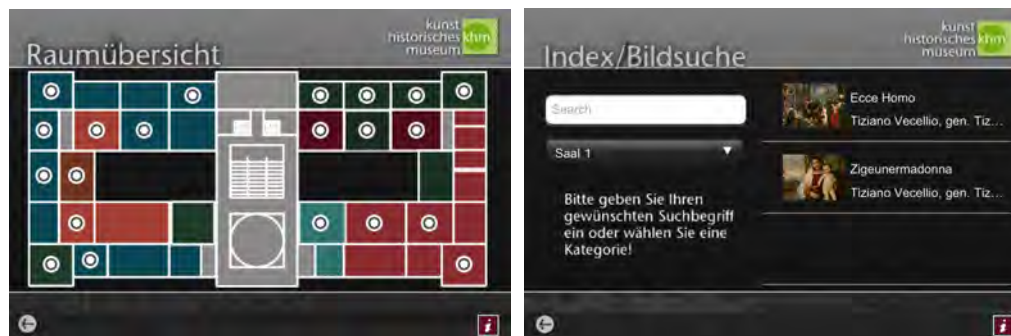 Raumübersicht
kunst
historisches khm
museum
i
Index/Bildsuche
kunst
historisches khm
museum
Search
Saal 1
Bitte geben Sie Ihren
gewünschten Suchbegriff
ein oder wählen Sie eine
Kategorie!
Ecce Homo
Tiziano Vecellio, gen. Tiz...
Zigeunermadonna
Tiziano Vecellio, gen. Tiz...
i